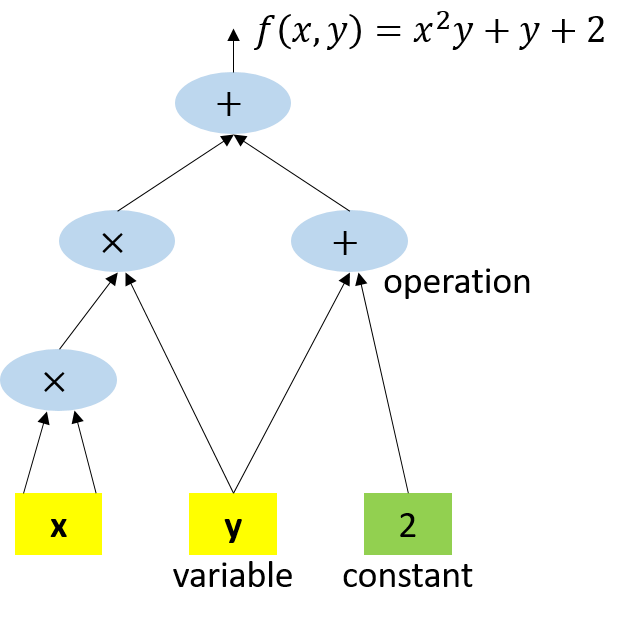 f(x, y) = x²y + y + 2
+
×
+
operation
×
x
y
2
variable
constant